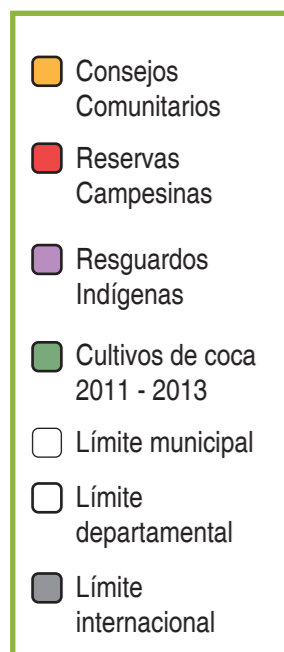 Consejos
Comunitarios
Reservas
Campesinas
Resguardos
Indígenas
Cultivos de coca
2011 - 2013
Límite municipal
Límite
departamental
Límite
internacional